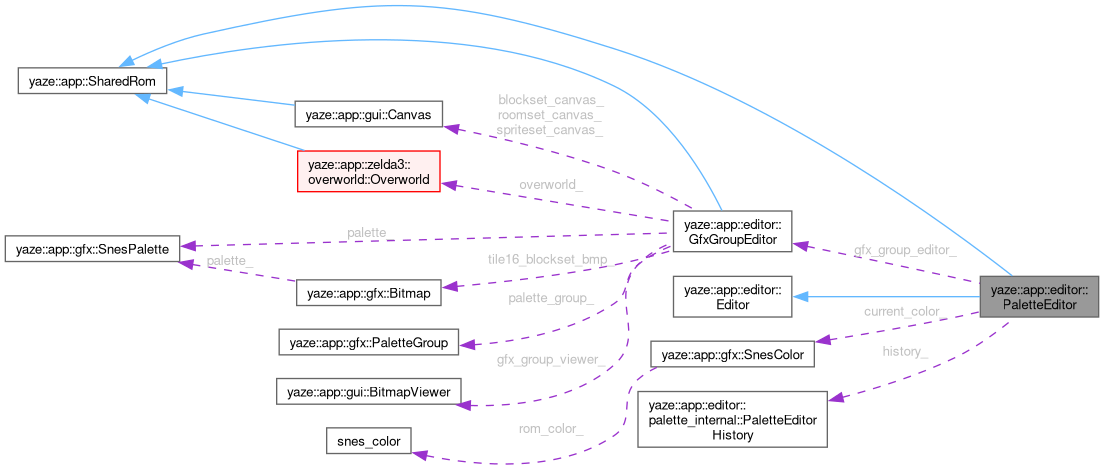 yaze::app::SharedRom
blockset_canvas_
roomset_canvas_
spriteset_canvas_
yaze::app::gui::Canvas
yaze::app::zelda3::
overworld::Overworld
overworld_
yaze::app::editor::
GfxGroupEditor
palette_
yaze::app::gfx::SnesPalette
gfx_group_editor_
palette_
tile16_blockset_bmp_
yaze::app::gfx::Bitmap
yaze::app::editor::
Editor
yaze::app::editor::
PaletteEditor
palette_group_
current_color_
yaze::app::gfx::PaletteGroup
yaze::app::gfx::SnesColor
history_
gfx_group_viewer_
yaze::app::gui::BitmapViewer
yaze::app::editor::
palette_internal::PaletteEditor
History
rom_color_
snes_color